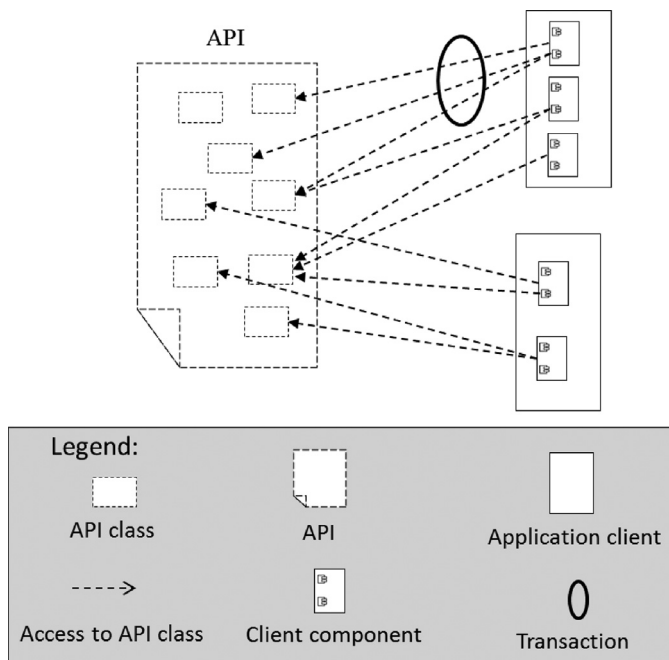 API
Legend:
API class
API
Application client
Access to API class
Client component
Transaction